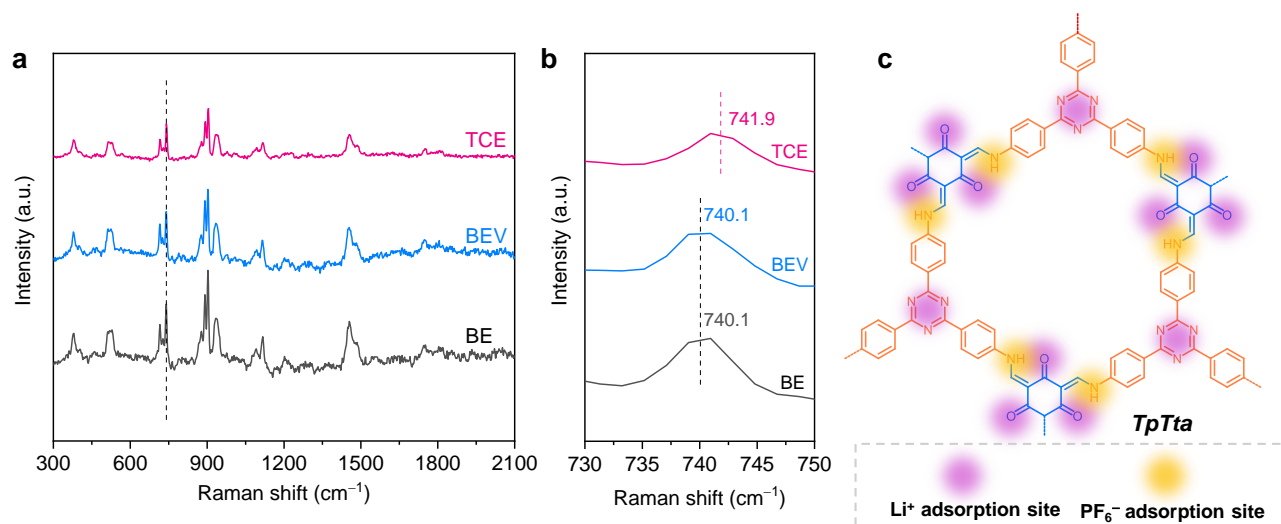 a
TCE
BEV
BE
Intensity (a.u.)
300 600 900 1200 1500 1800 2100
Raman shift (cm⁻¹)
b
741.9
TCE
740.1
BEV
740.1
BE
Intensity (a.u.)
730 735 740 745 750
Raman shift (cm⁻¹)
c
N N
N
O
O O
NH
NH
O
O O
NH
NH
N N
N
N N
N
NH
O
O O
NH
TpTta
Li⁺ adsorption site
PF₆⁻ adsorption site